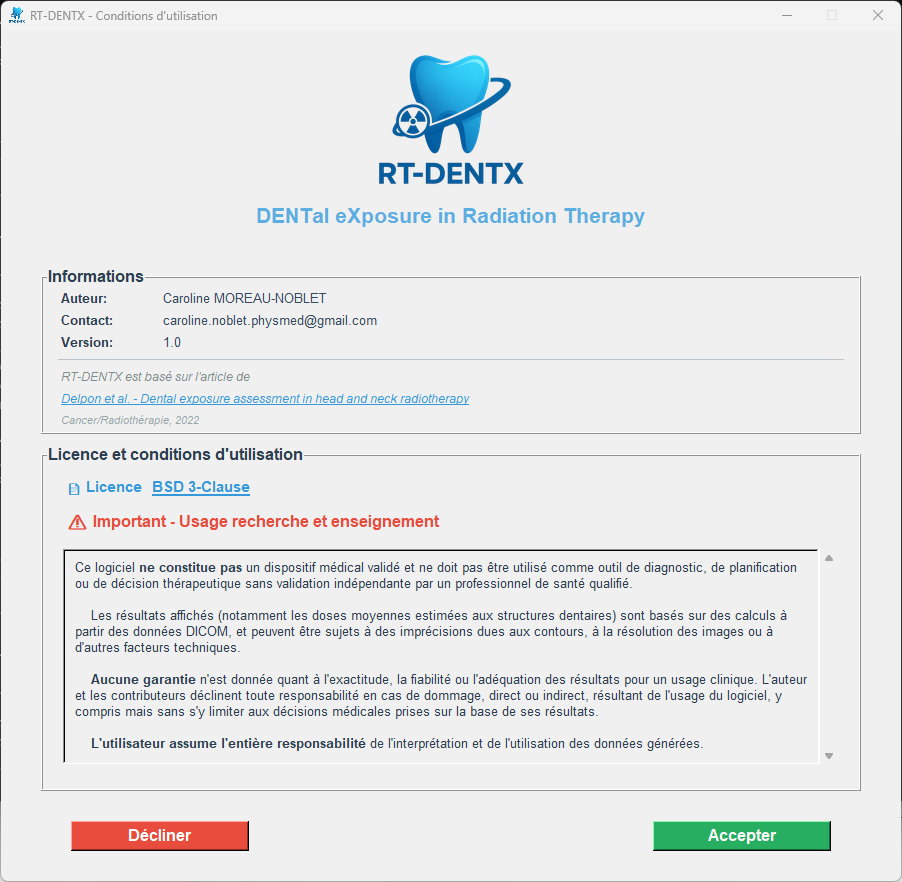 RT-DENTX - Conditions d'utilisation
RT-DENTX
DENTal eXposure in Radiation Therapy
Informations
Auteur: Caroline MOREAU-NOBLET
Contact: caroline.noblet.physmed@gmail.com
Version: 1.0
RT-DENTX est basé sur l'article de
Delpon et al. - Dental exposure assessment in head and neck radiotherapy
Cancer/Radiothérapie, 2022
Licence et conditions d'utilisation
Licence BSD 3-Clause
Important - Usage recherche et enseignement
Ce logiciel ne constitue pas un dispositif médical validé et ne doit pas être utilisé comme outil de diagnostic, de planification
ou de décision thérapeutique sans validation indépendante par un professionnel de santé qualifié.
Les résultats affichés (notamment les doses moyennes estimées aux structures dentaires) sont basés sur des calculs à
partir des données DICOM, et peuvent être sujets à des imprécisions dues aux contours, à la résolution des images ou à
d'autres facteurs techniques.
Aucune garantie n'est donnée quant à l'exactitude, la fiabilité ou l'adéquation des résultats pour un usage clinique. L'auteur
et les contributeurs déclinent toute responsabilité en cas de dommage, direct ou indirect, résultant de l'usage du logiciel, y
compris mais sans s'y limiter aux décisions médicales prises sur la base de ses résultats.
L'utilisateur assume l'entière responsabilité de l'interprétation et de l'utilisation des données générées.
Décliner
Accepter